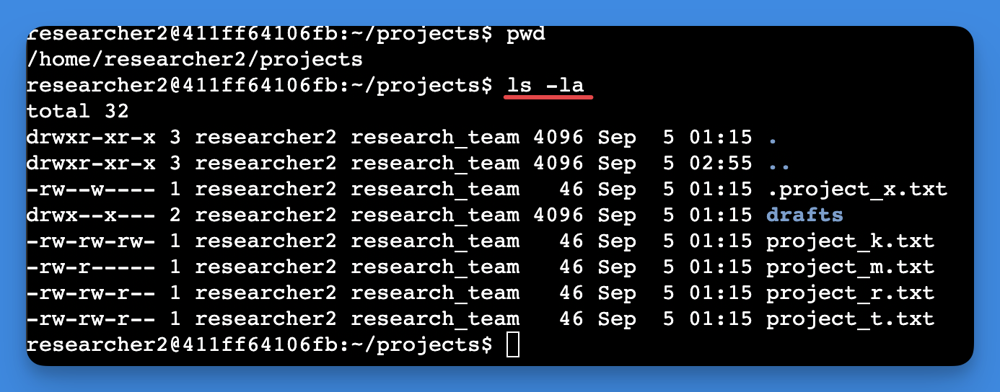 researcher2@411ff64106fb:~/projects$ pwd
/home/researcher2/projects
researcher2@411ff64106fb:~/projects$ ls -la
total 32
drwxr-xr-x 3 researcher2 research_team 4096 Sep  5 01:15 .
drwxr-xr-x 3 researcher2 research_team 4096 Sep  5 02:55 ..
-rw--w---- 1 researcher2 research_team   46 Sep  5 01:15 .project_x.txt
drwx--x--- 2 researcher2 research_team 4096 Sep  5 01:15 drafts
-rw-rw-rw- 1 researcher2 research_team   46 Sep  5 01:15 project_k.txt
-rw-r----- 1 researcher2 research_team   46 Sep  5 01:15 project_m.txt
-rw-rw-r-- 1 researcher2 research_team   46 Sep  5 01:15 project_r.txt
-rw-rw-r-- 1 researcher2 research_team   46 Sep  5 01:15 project_t.txt
researcher2@411ff64106fb:~/projects$